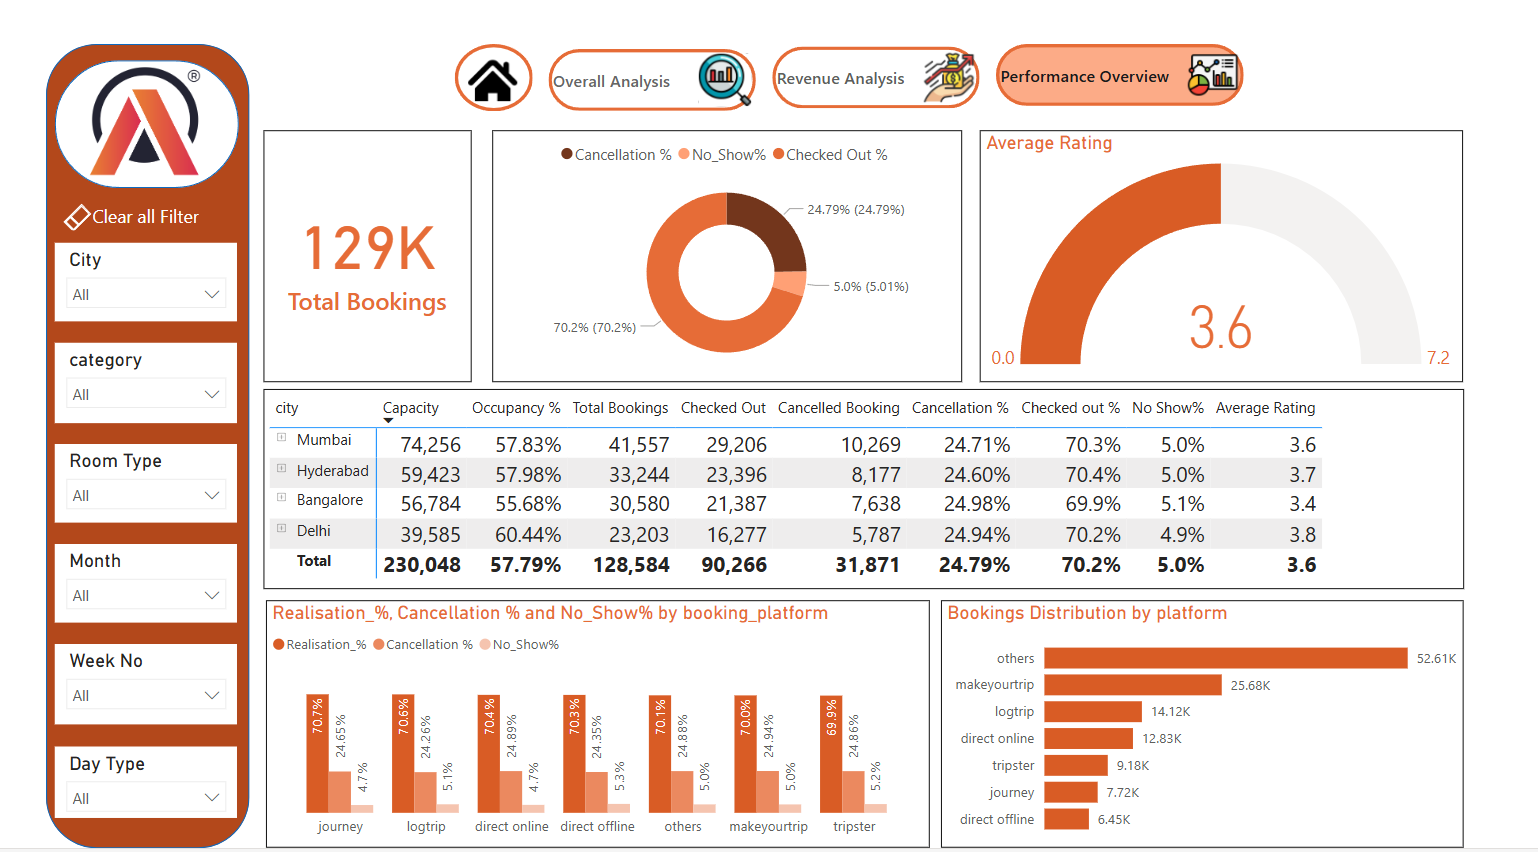 ®
Clear all Filter
City
All
category
All
Room Type
All
Month
All
Week No
All
Day Type
All
Overall Analysis
Revenue Analysis
Performance Overview
129K
Total Bookings
Cancellation % No_Show% Checked Out %
24.79% (24.79%)
5.0% (5.01%)
70.2% (70.2%)
Average Rating
3.6
0.0
7.2
city Capacity Occupancy % Total Bookings Checked Out Cancelled Booking Cancellation % Checked out % No Show% Average Rating
Mumbai 74,256 57.83% 41,557 29,206 10,269 24.71% 70.3% 5.0% 3.6
Hyderabad 59,423 57.98% 33,244 23,396 8,177 24.60% 70.4% 5.0% 3.7
Bangalore 56,784 55.68% 30,580 21,387 7,638 24.98% 69.9% 5.1% 3.4
Delhi 39,585 60.44% 23,203 16,277 5,787 24.94% 70.2% 4.9% 3.8
Total 230,048 57.79% 128,584 90,266 31,871 24.79% 70.2% 5.0% 3.6
Realisation_%, Cancellation % and No_Show% by booking_platform
Realisation_% Cancellation % No_Show%
70.7% 24.65% 4.7%
70.6% 24.26% 5.1%
70.4% 24.89% 4.7%
70.3% 24.35% 5.3%
70.1% 24.88% 5.0%
70.0% 24.94% 5.0%
69.9% 24.86% 5.2%
journey logtrip direct online direct offline others makeyourtrip tripster
Bookings Distribution by platform
others 52.61K
makeyourtrip 25.68K
logtrip 14.12K
direct online 12.83K
tripster 9.18K
journey 7.72K
direct offline 6.45K